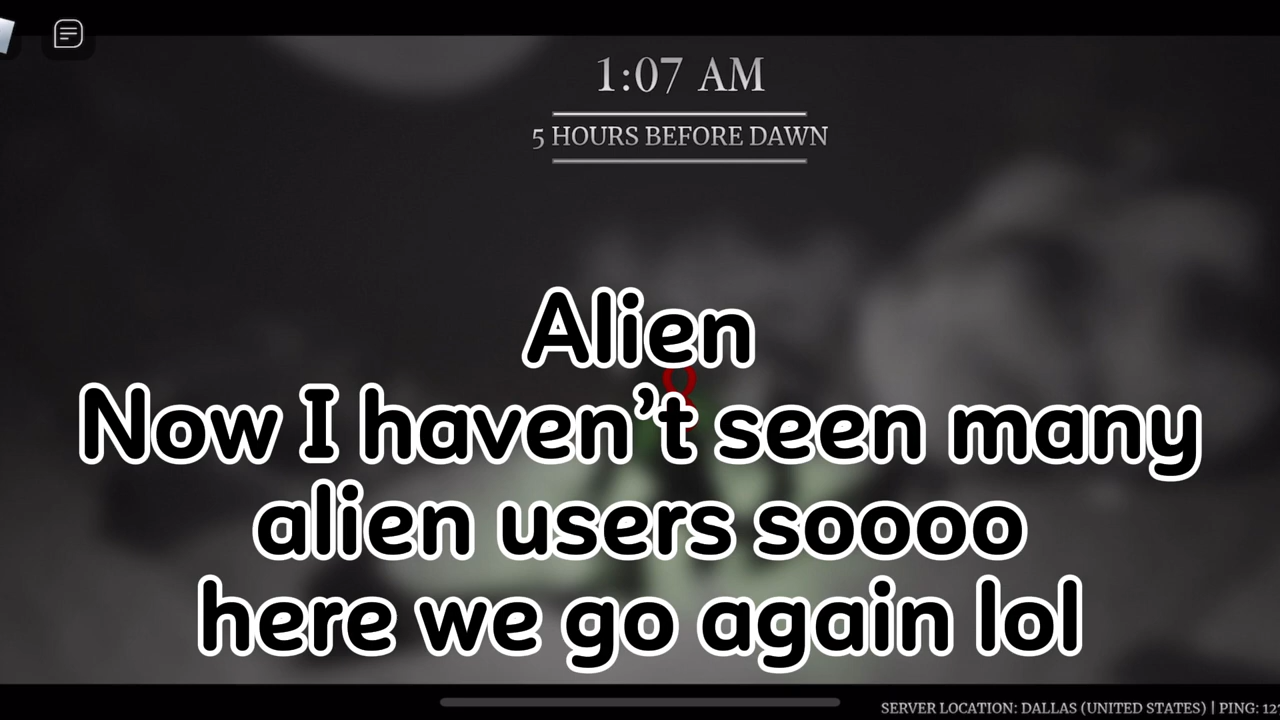 1:07 AM
5 HOURS BEFORE DAWN
Alien
Now I haven't seen many
alien users soooo
here we go again lol
SERVER LOCATION: DALLAS (UNITED STATES) | PING: 12